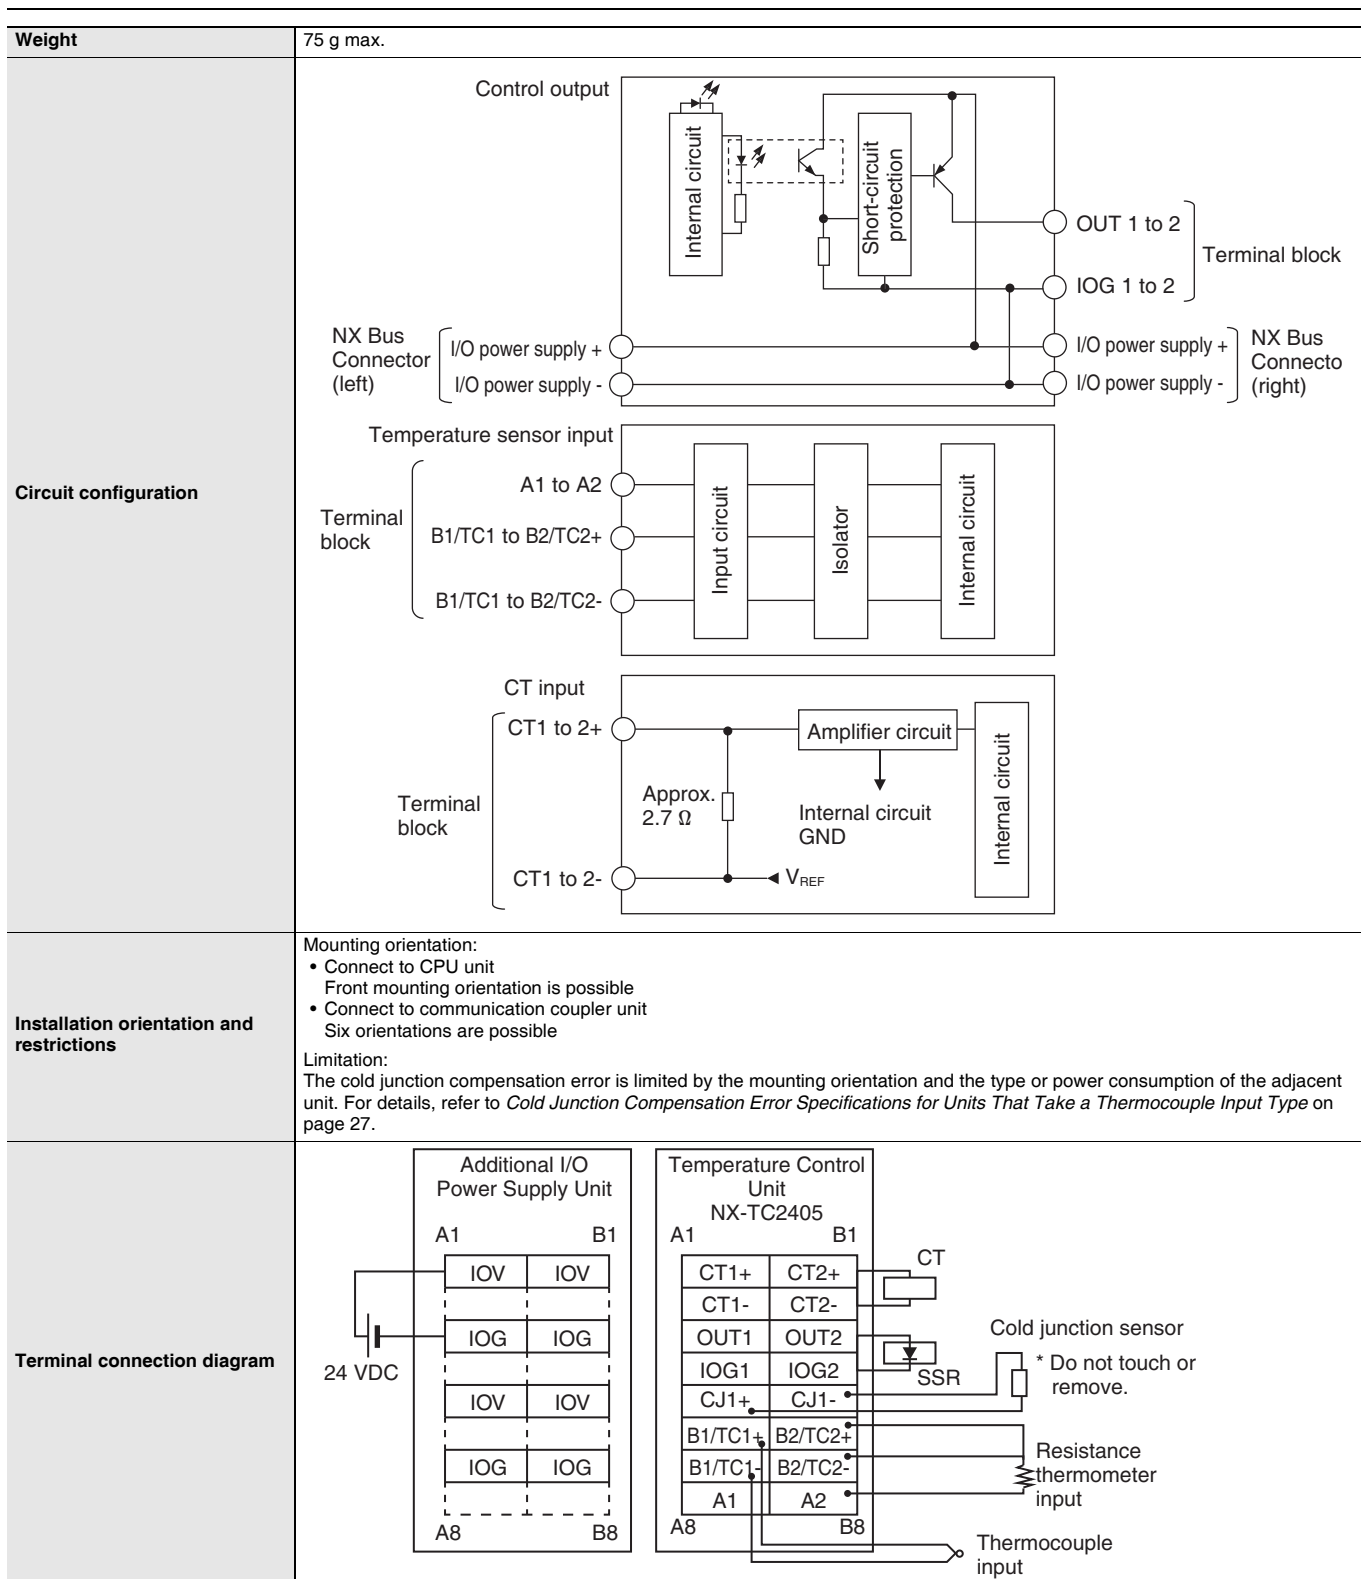 Weight
75 g max.
Circuit configuration
Control output
Internal circuit
Short-circuit
protection
OUT 1 to 2
IOG 1 to 2
Terminal block
NX Bus
Connector
(left)
I/O power supply +
I/O power supply -
I/O power supply +
I/O power supply -
NX Bus
Connecto
(right)
Temperature sensor input
Terminal
block
A1 to A2
B1/TC1 to B2/TC2+
B1/TC1 to B2/TC2-
Input circuit
Isolator
Internal circuit
CT input
Terminal
block
CT1 to 2+
CT1 to 2-
Approx.
2.7 Ω
Amplifier circuit
Internal circuit
GND
VREF
Internal circuit
Installation orientation and
restrictions
Mounting orientation:
• Connect to CPU unit
Front mounting orientation is possible
• Connect to communication coupler unit
Six orientations are possible
Limitation:
The cold junction compensation error is limited by the mounting orientation and the type or power consumption of the adjacent
unit. For details, refer to Cold Junction Compensation Error Specifications for Units That Take a Thermocouple Input Type on
page 27.
Terminal connection diagram
Additional I/O
Power Supply Unit
A1 B1
IOV IOV
IOG IOG
IOV IOV
IOG IOG
A8 B8
24 VDC
Temperature Control
Unit
NX-TC2405
A1 B1
CT1+ CT2+
CT1- CT2-
OUT1 OUT2
IOG1 IOG2
CJ1+ CJ1-
B1/TC1+ B2/TC2+
B1/TC1- B2/TC2-
A1 A2
A8 B8
CT
SSR
Cold junction sensor
* Do not touch or
remove.
Resistance
thermometer
input
Thermocouple
input